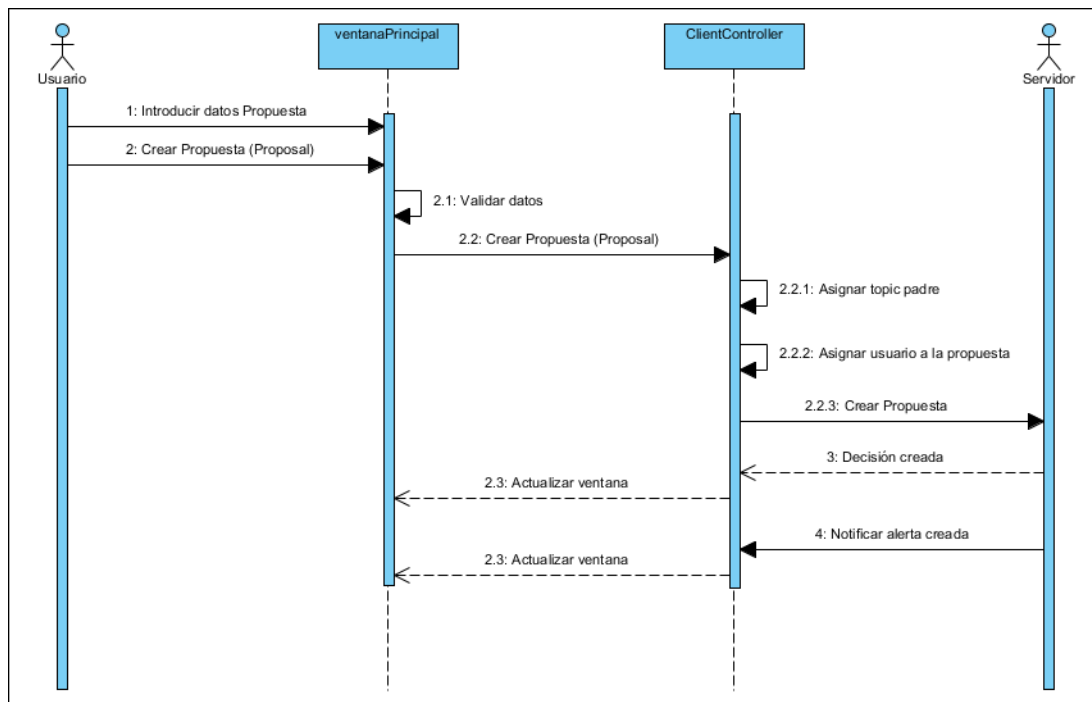 ventanaPrincipal
ClientController
Usuario
Servidor
1: Introducir datos Propuesta
2: Crear Propuesta (Proposal)
2.1: Validar datos
2.2: Crear Propuesta (Proposal)
2.2.1: Asignar topic padre
2.2.2: Asignar usuario a la propuesta
2.2.3: Crear Propuesta
3: Decisión creada
2.3: Actualizar ventana
4: Notificar alerta creada
2.3: Actualizar ventana